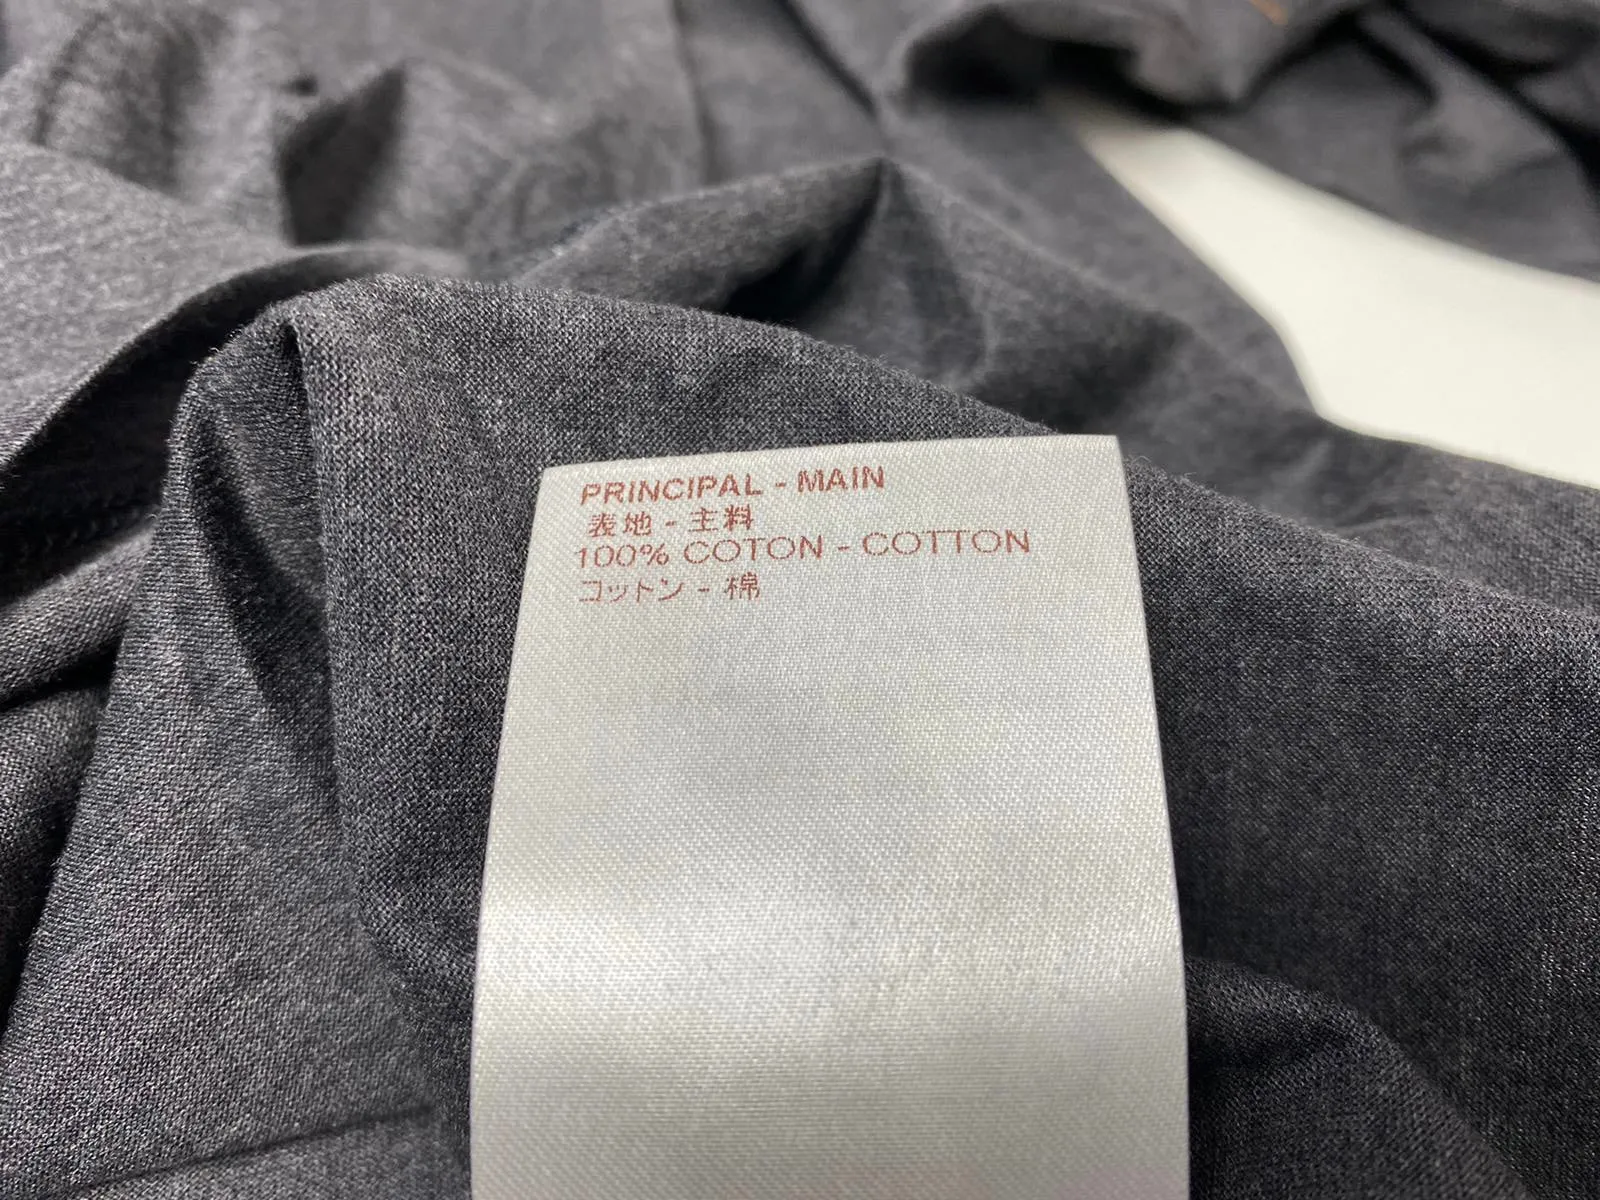 PRINCIPAL - MAIN
表地 - 主料
100% COTON - COTTON
コットン - 棉